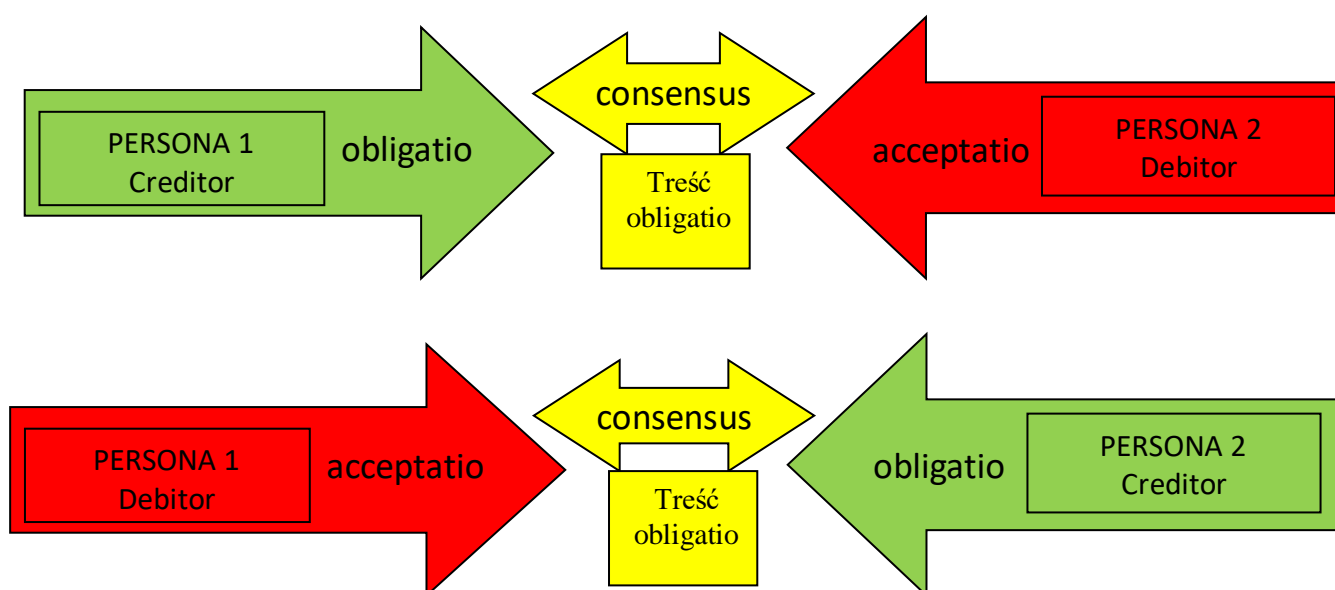 PERSONA 1
Creditor
obligatio
consensus
Treść
obligatio
acceptatio
PERSONA 2
Debitor
PERSONA 1
Debitor
acceptatio
consensus
Treść
obligatio
obligatio
PERSONA 2
Creditor